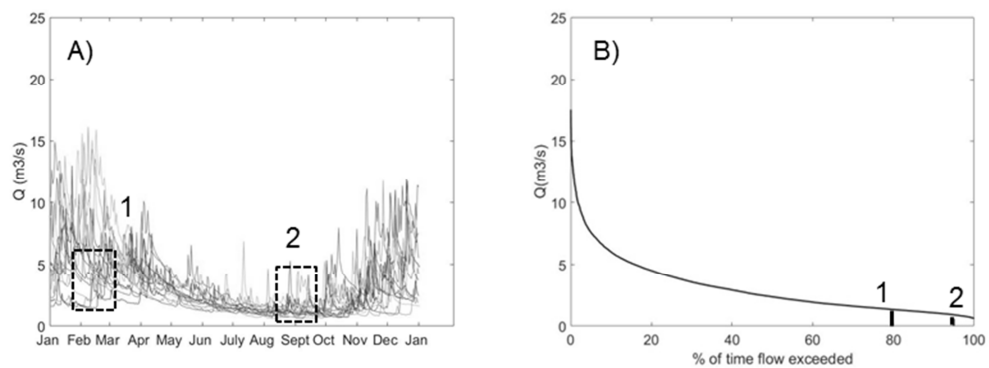 A)
25
20
15
10
5
0
Q (m3/s)
1
2
Jan Feb Mar Apr May Jun July Aug Sept Oct Nov Dec Jan
B)
25
20
15
10
5
0
Q(m3/s)
1
2
0 20 40 60 80 100
% of time flow exceeded